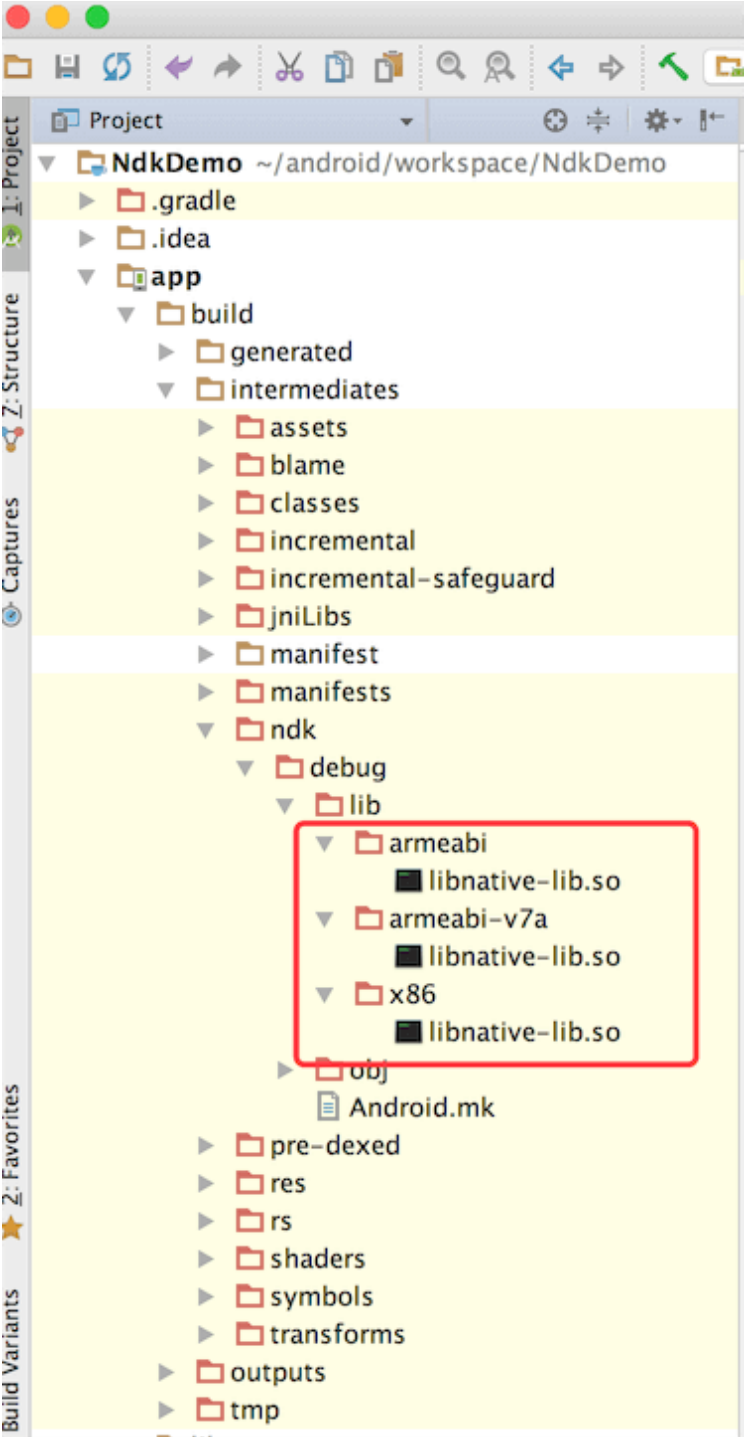 Project
NdkDemo ~/android/workspace/NdkDemo
.gradle
.idea
app
build
generated
intermediates
assets
blame
classes
incremental
incremental-safeguard
jniLibs
manifest
manifests
ndk
debug
lib
armeabi
libnative-lib.so
armeabi-v7a
libnative-lib.so
x86
libnative-lib.so
obj
Android.mk
pre-dexed
res
rs
shaders
symbols
transforms
outputs
tmp
1: Project
7: Structure
Captures
2: Favorites
Build Variants